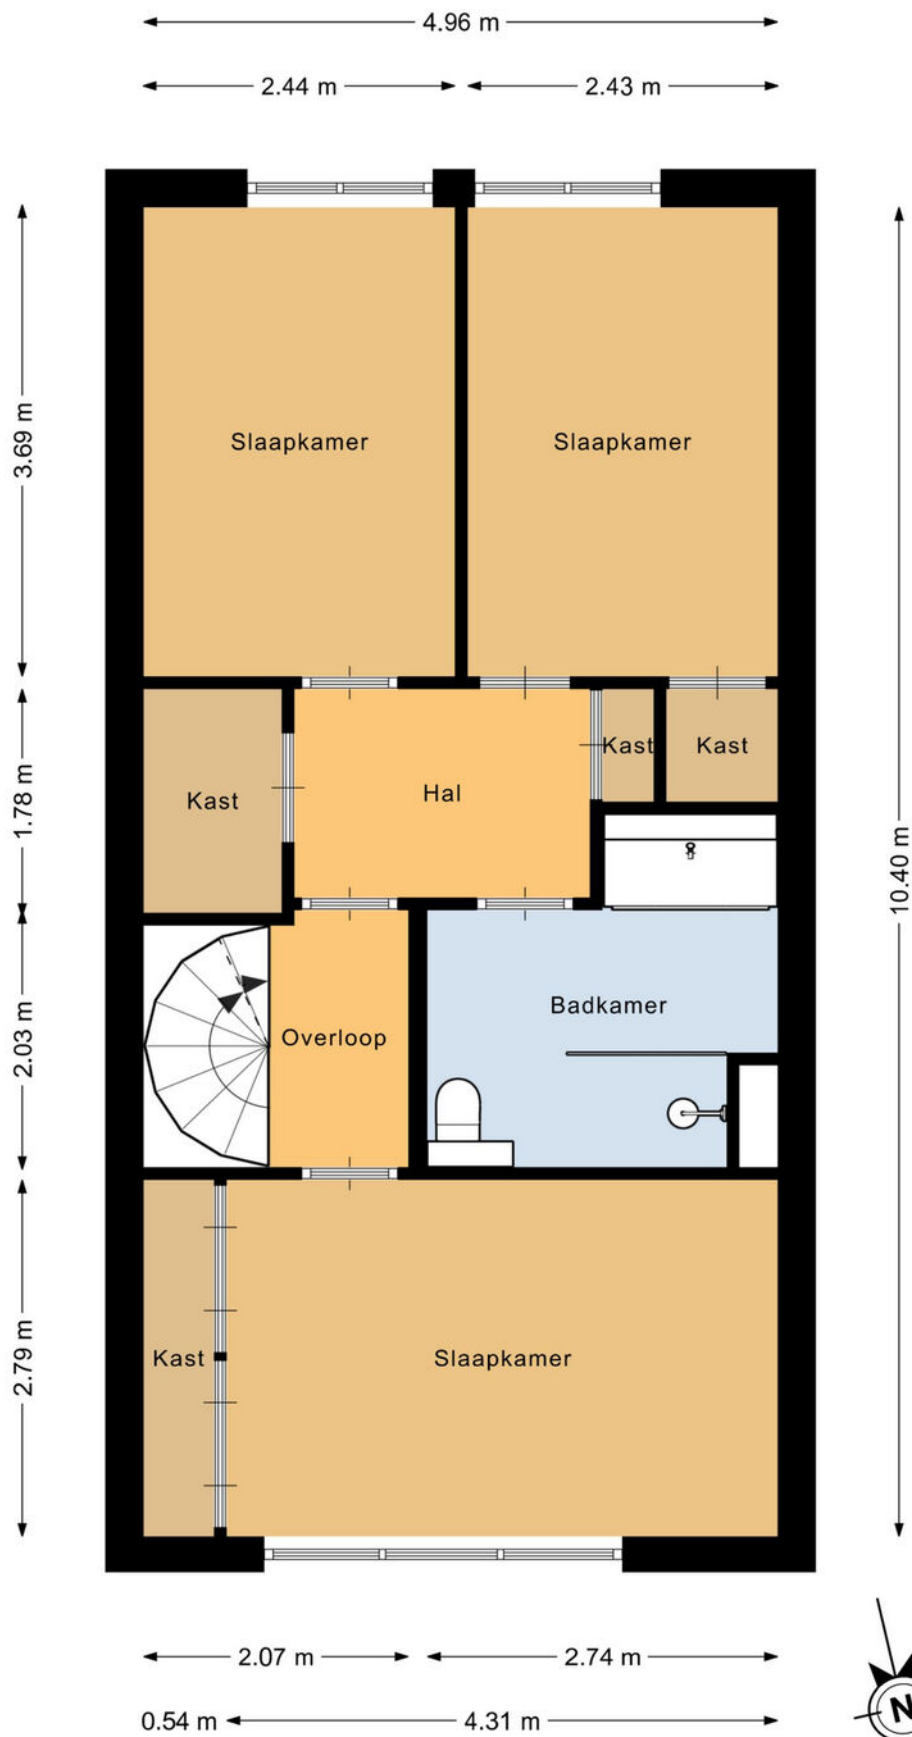 4.96 m
2.44 m
2.43 m
3.69 m
Slaapkamer
Slaapkamer
1.78 m
Kast
Hal
Kast
Kast
10.40 m
2.03 m
Overloop
Badkamer
2.79 m
Kast
Slaapkamer
2.07 m
2.74 m
0.54 m
4.31 m
N